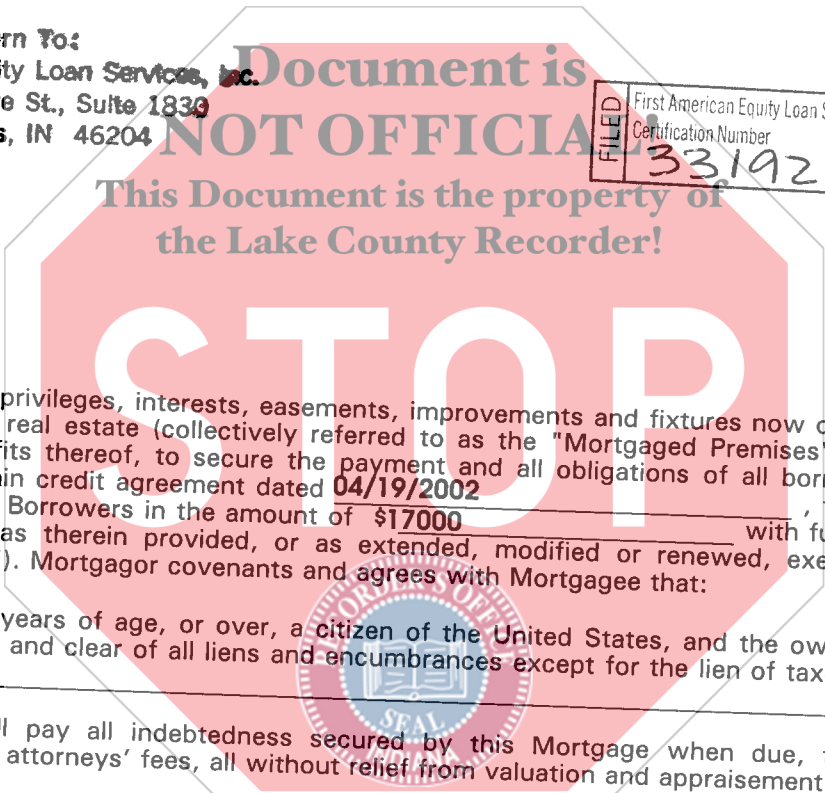 rn To:
ity Loan Services, Inc.
e St., Suite 1830
s, IN 46204
Document is
NOT OFFICIAL!
This Document is the property of
the Lake County Recorder!
FILED
First American Equity Loan S
Certification Number
33192
STOP
privileges, interests, easements, improvements and fixtures now o
real estate (collectively referred to as the "Mortgaged Premises"
fits thereof, to secure the payment and all obligations of all borr
in credit agreement dated 04/19/2002 ,
Borrowers in the amount of $17000 with fu
as therein provided, or as extended, modified or renewed, exe
). Mortgagor covenants and agrees with Mortgagee that:
years of age, or over, a citizen of the United States, and the ow
and clear of all liens and encumbrances except for the lien of tax
ll pay all indebtedness secured by this Mortgage when due,
attorneys' fees, all without relief from valuation and appraisement
RECORDER'S OFFICE
SEAL
INDIANA